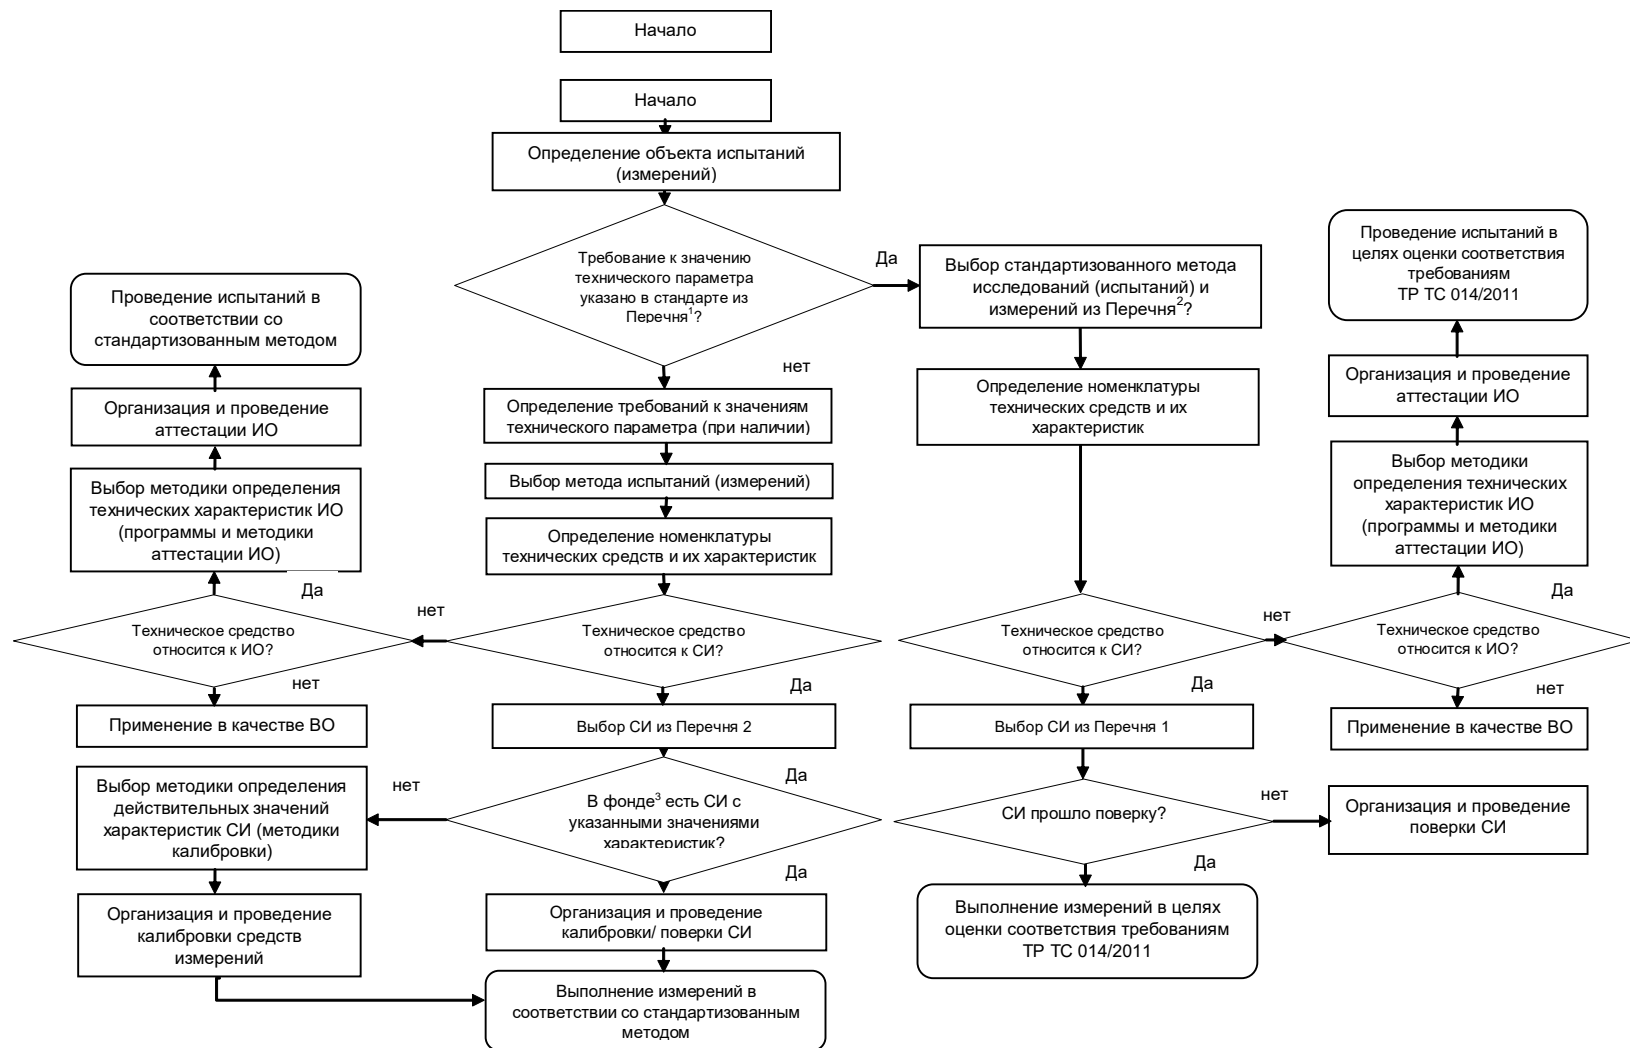 Начало
Начало
Определение объекта испытаний
(измерений)
Требование к значению
технического параметра
указано в стандарте из
Перечня¹?
Да
нет
Выбор стандартизованного метода
исследований (испытаний) и
измерений из Перечня²?
Определение номенклатуры
технических средств и их
характеристик
Проведение испытаний в
целях оценки соответствия
требованиям
ТР ТС 014/2011
Организация и проведение
аттестации ИО
Выбор методики
определения технических
характеристик ИО
(программы и методики
аттестации ИО)
Проведение испытаний в
соответствии со
стандартизованным методом
Организация и проведение
аттестации ИО
Выбор методики определения
технических характеристик ИО
(программы и методики
аттестации ИО)
Определение требований к значениям
технического параметра (при наличии)
Выбор метода испытаний (измерений)
Определение номенклатуры
технических средств и их характеристик
Да
нет
нет
Да
Техническое средство
относится к ИО?
Техническое средство
относится к СИ?
Техническое средство
относится к СИ?
Техническое средство
относится к ИО?
нет
Да
Да
нет
Применение в качестве ВО
Выбор СИ из Перечня 2
Выбор СИ из Перечня 1
Применение в качестве ВО
Выбор методики определения
действительных значений
характеристик СИ (методики
калибровки)
нет
Да
В фонде³ есть СИ с
указанными значениями
характеристик?
Да
СИ прошло поверку?
нет
Да
Организация и проведение
поверки СИ
Организация и проведение
калибровки средств
измерений
Организация и проведение
калибровки/ поверки СИ
Выполнение измерений в целях
оценки соответствия требованиям
ТР ТС 014/2011
Выполнение измерений в
соответствии со стандартизованным
методом